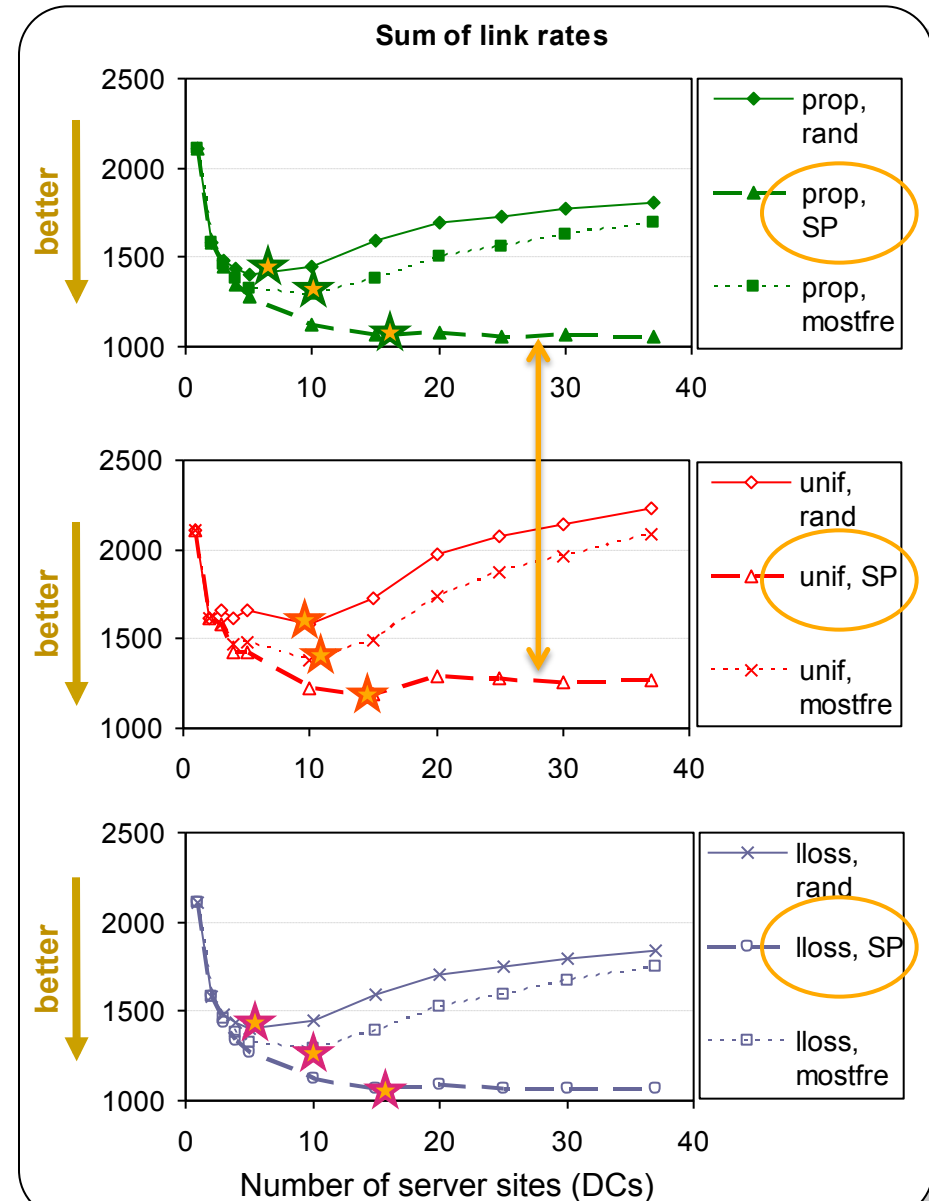 Sum of link rates
better
2500
2000
1500
1000
0
10
20
30
40
prop,
rand
prop,
SP
prop,
mostfre
better
2500
2000
1500
1000
0
10
20
30
40
unif,
rand
unif, SP
unif,
mostfre
better
2500
2000
1500
1000
0
10
20
30
40
lloss,
rand
lloss, SP
lloss,
mostfre
Number of server sites (DCs)